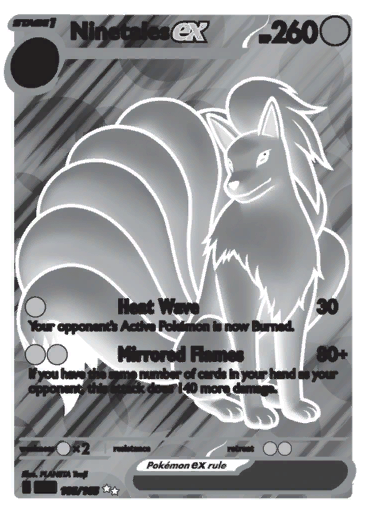 STAGE 1 Ninetales ex HP 260
Heat Wave 30
Your opponent's Active Pokémon is now Burned.
Mirrored Flames 80+
If you have the same number of cards in your hand as your
opponent, this attack does 140 more damage.
weakness ×2 resistance retreat
Illus. PLANETA Tsuji
Pokémon ex rule